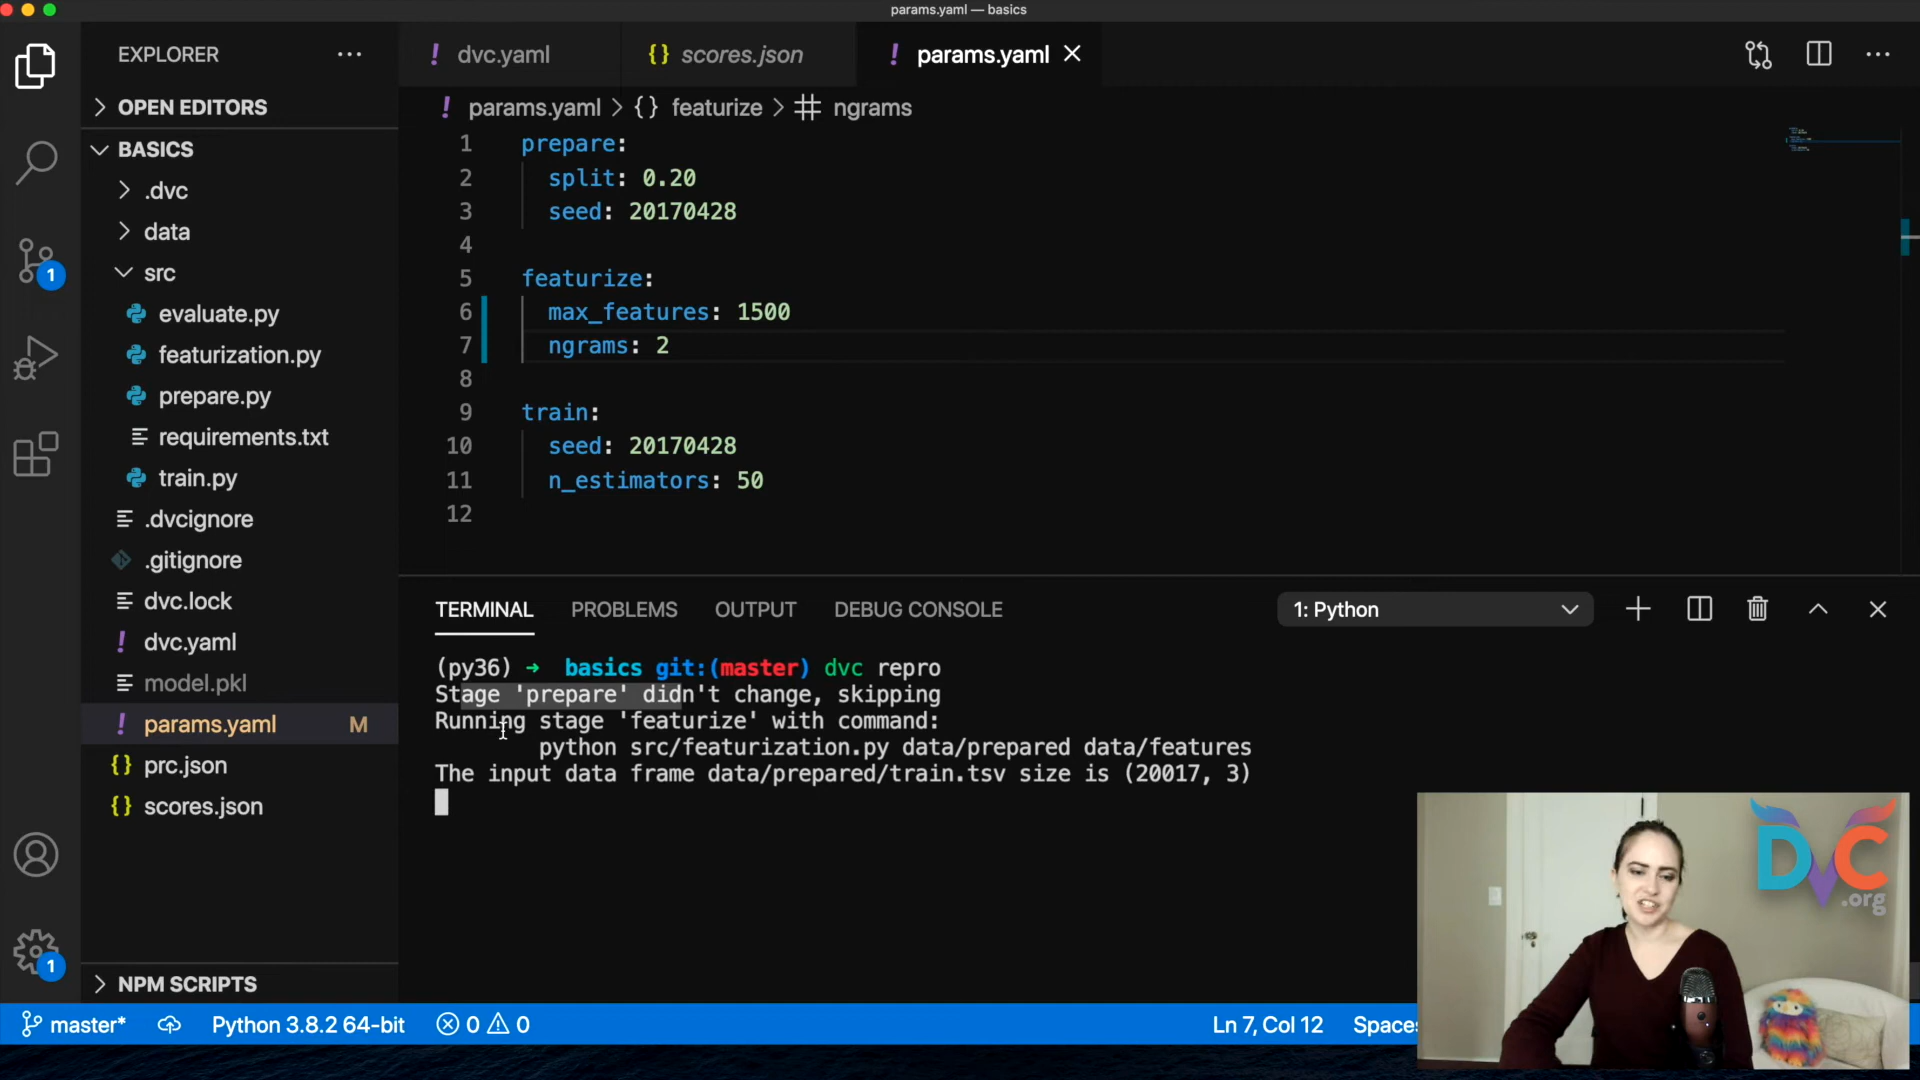 params.yaml — basics
EXPLORER
dvc.yaml
scores.json
params.yaml
OPEN EDITORS
params.yaml > {} featurize > # ngrams
BASICS
.dvc
data
src
evaluate.py
featurization.py
prepare.py
requirements.txt
train.py
.dvcignore
.gitignore
dvc.lock
dvc.yaml
model.pkl
params.yaml M
prc.json
scores.json
NPM SCRIPTS
1
1
1 prepare:
2 split: 0.20
3 seed: 20170428
4
5 featurize:
6 max_features: 1500
7 ngrams: 2
8
9 train:
10 seed: 20170428
11 n_estimators: 50
12
TERMINAL PROBLEMS OUTPUT DEBUG CONSOLE
1: Python
(py36) → basics git:(master) dvc repro
Stage 'prepare' didn't change, skipping
Running stage 'featurize' with command:
python src/featurization.py data/prepared data/features
The input data frame data/prepared/train.tsv size is (20017, 3)
DVC
.org
master* Python 3.8.2 64-bit 0 0 Ln 7, Col 12 Spaces